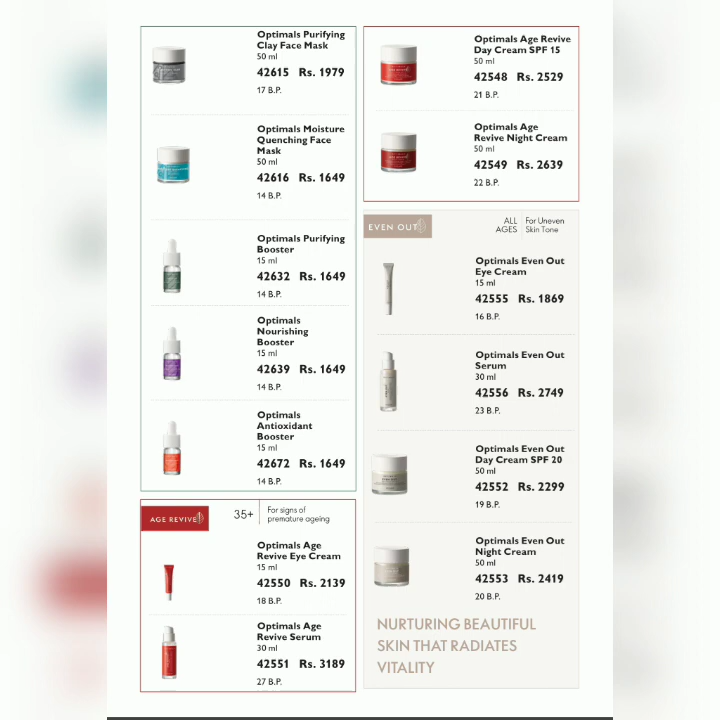 Optimals Purifying
Clay Face Mask
50 ml
42615 Rs. 1979
17 B.P.
Optimals Moisture
Quenching Face
Mask
50 ml
42616 Rs. 1649
14 B.P.
Optimals Purifying
Booster
15 ml
42632 Rs. 1649
14 B.P.
Optimals
Nourishing
Booster
15 ml
42639 Rs. 1649
14 B.P.
Optimals
Antioxidant
Booster
15 ml
42672 Rs. 1649
14 B.P.
AGE REVIVE
35+
For signs of
premature ageing
Optimals Age
Revive Eye Cream
15 ml
42550 Rs. 2139
18 B.P.
Optimals Age
Revive Serum
30 ml
42551 Rs. 3189
27 B.P.
Optimals Age Revive
Day Cream SPF 15
50 ml
42548 Rs. 2529
21 B.P.
Optimals Age
Revive Night Cream
50 ml
42549 Rs. 2639
22 B.P.
EVEN OUT
ALL
AGES
For Uneven
Skin Tone
Optimals Even Out
Eye Cream
15 ml
42555 Rs. 1869
16 B.P.
Optimals Even Out
Serum
30 ml
42556 Rs. 2749
23 B.P.
Optimals Even Out
Day Cream SPF 20
50 ml
42552 Rs. 2299
19 B.P.
Optimals Even Out
Night Cream
50 ml
42553 Rs. 2419
20 B.P.
NURTURING BEAUTIFUL
SKIN THAT RADIATES
VITALITY